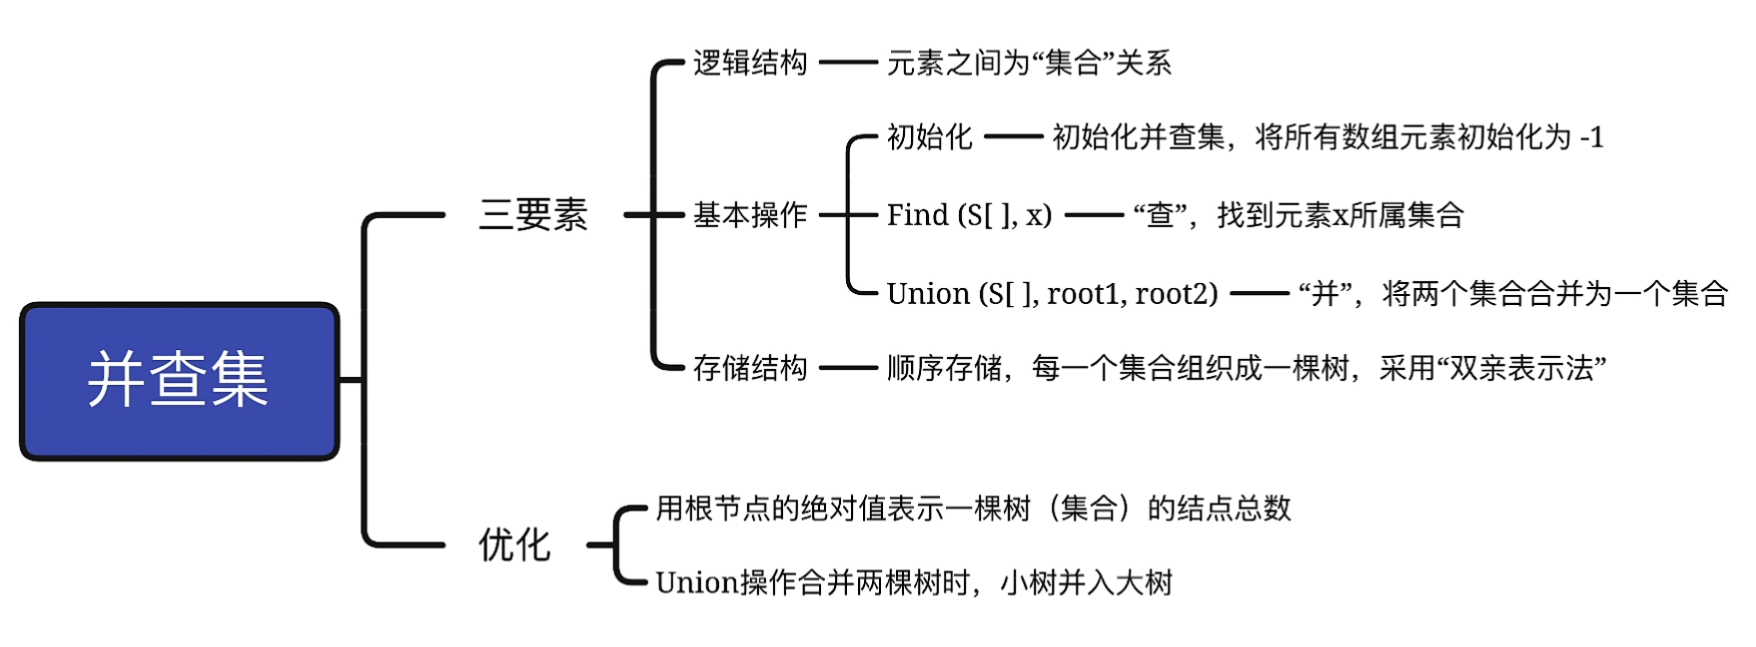 并查集
三要素
逻辑结构
元素之间为“集合”关系
基本操作
初始化
初始化并查集，将所有数组元素初始化为 -1
Find (S[ ], x)
“查”，找到元素x所属集合
Union (S[ ], root1, root2)
“并”，将两个集合合并为一个集合
存储结构
顺序存储，每一个集合组织成一棵树，采用“双亲表示法”
优化
用根节点的绝对值表示一棵树（集合）的结点总数
Union操作合并两棵树时，小树并入大树